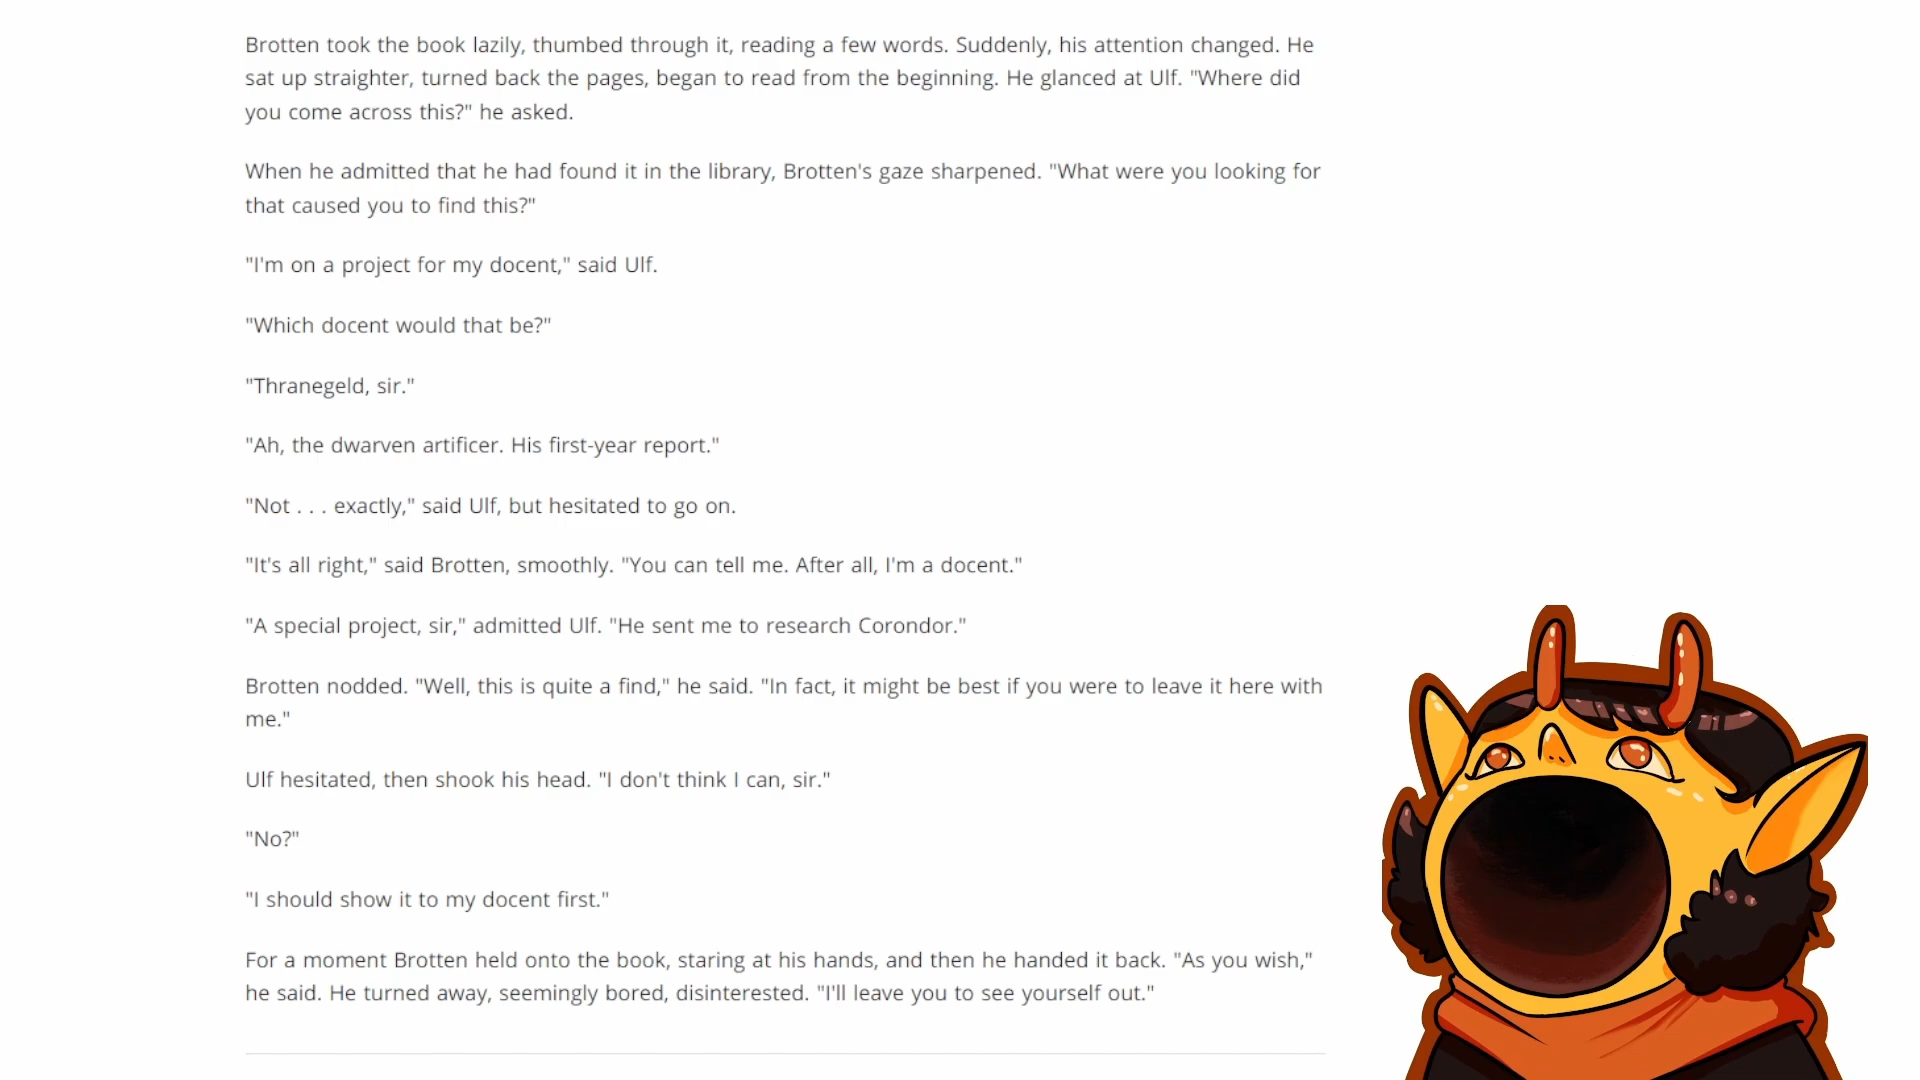 Brotten took the book lazily, thumbed through it, reading a few words. Suddenly, his attention changed. He
sat up straighter, turned back the pages, began to read from the beginning. He glanced at Ulf. "Where did
you come across this?" he asked.
When he admitted that he had found it in the library, Brotten's gaze sharpened. "What were you looking for
that caused you to find this?"
"I'm on a project for my docent," said Ulf.
"Which docent would that be?"
"Thranegeld, sir."
"Ah, the dwarven artificer. His first-year report."
"Not . . . exactly," said Ulf, but hesitated to go on.
"It's all right," said Brotten, smoothly. "You can tell me. After all, I'm a docent."
"A special project, sir," admitted Ulf. "He sent me to research Corondor."
Brotten nodded. "Well, this is quite a find," he said. "In fact, it might be best if you were to leave it here with
me."
Ulf hesitated, then shook his head. "I don't think I can, sir."
"No?"
"I should show it to my docent first."
For a moment Brotten held onto the book, staring at his hands, and then he handed it back. "As you wish,"
he said. He turned away, seemingly bored, disinterested. "I'll leave you to see yourself out."